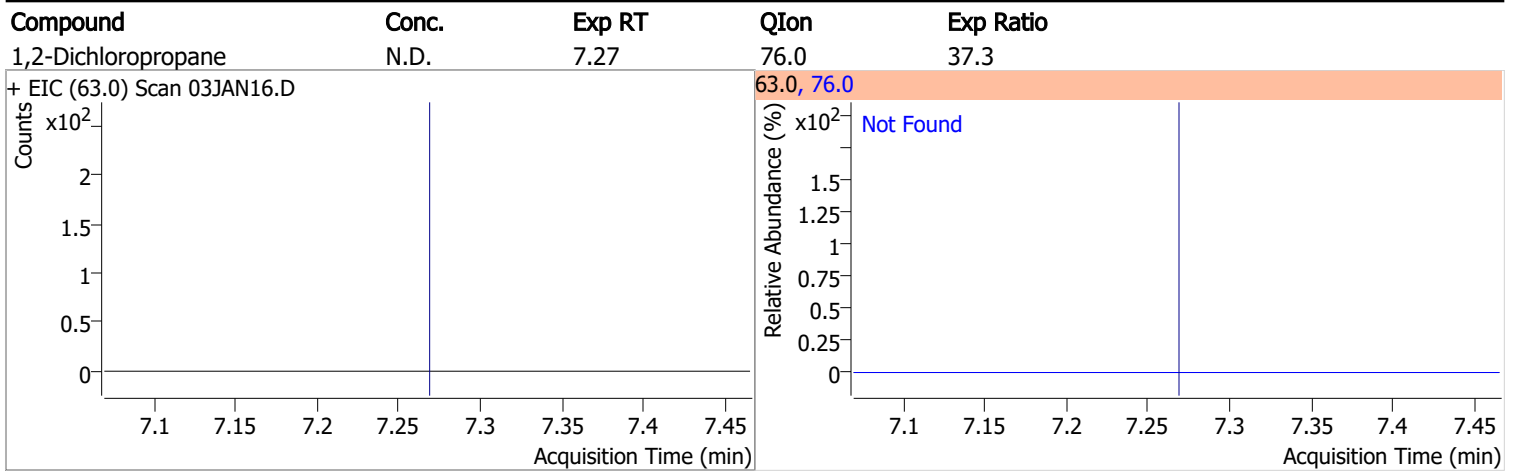 Compound Conc. Exp RT QIon Exp Ratio
1,2-Dichloropropane N.D. 7.27 76.0 37.3
+ EIC (63.0) Scan 03JAN16.D
Counts
x10²
2
1.5
1
0.5
0
7.1 7.15 7.2 7.25 7.3 7.35 7.4 7.45
Acquisition Time (min)
63.0, 76.0
Relative Abundance (%)
x10²
Not Found
1.5
1.25
1
0.75
0.5
0.25
0
7.1 7.15 7.2 7.25 7.3 7.35 7.4 7.45
Acquisition Time (min)